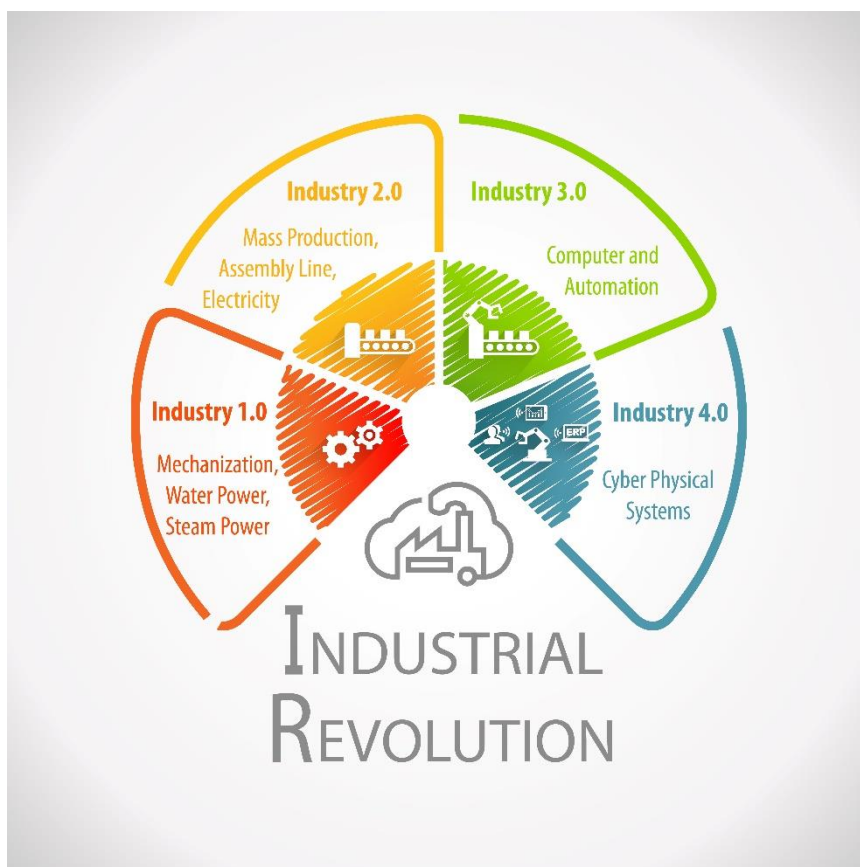 Industry 1.0
Mechanization,
Water Power,
Steam Power
Industry 2.0
Mass Production,
Assembly Line,
Electricity
Industry 3.0
Computer and
Automation
Industry 4.0
Cyber Physical
Systems
ERP
INDUSTRIAL
REVOLUTION